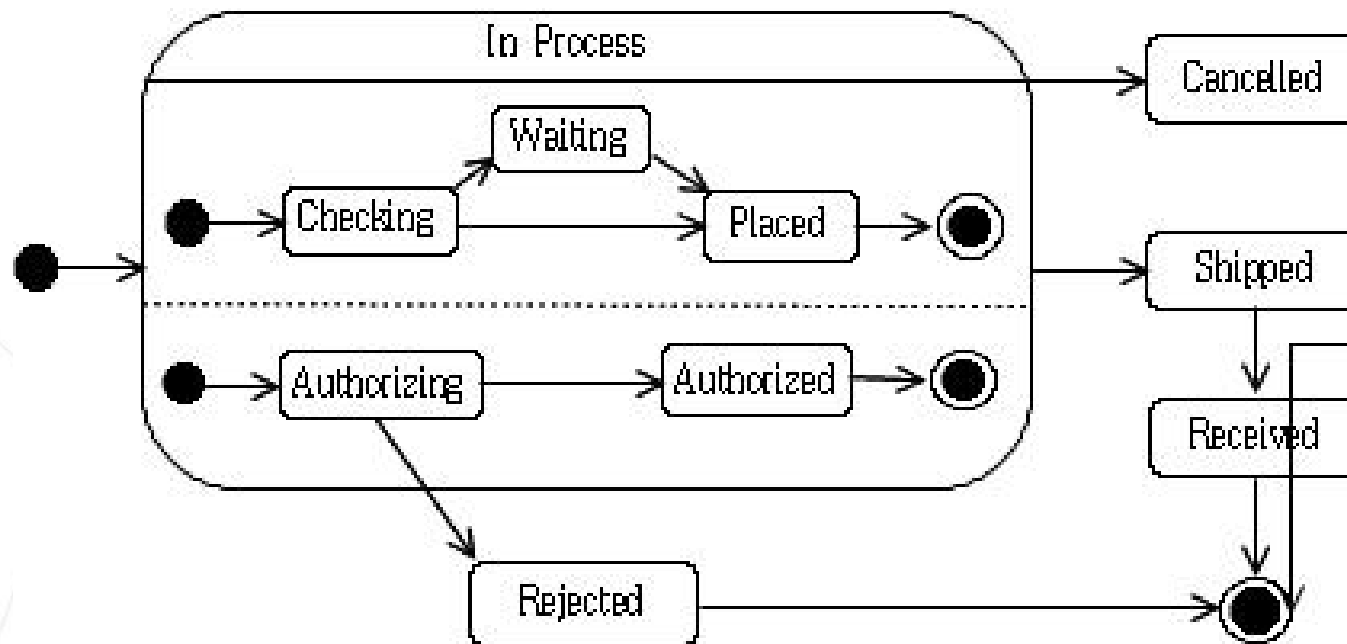 In Process
Cancelled
Waiting
Checking
Placed
Shipped
Authorizing
Authorized
Received
Rejected